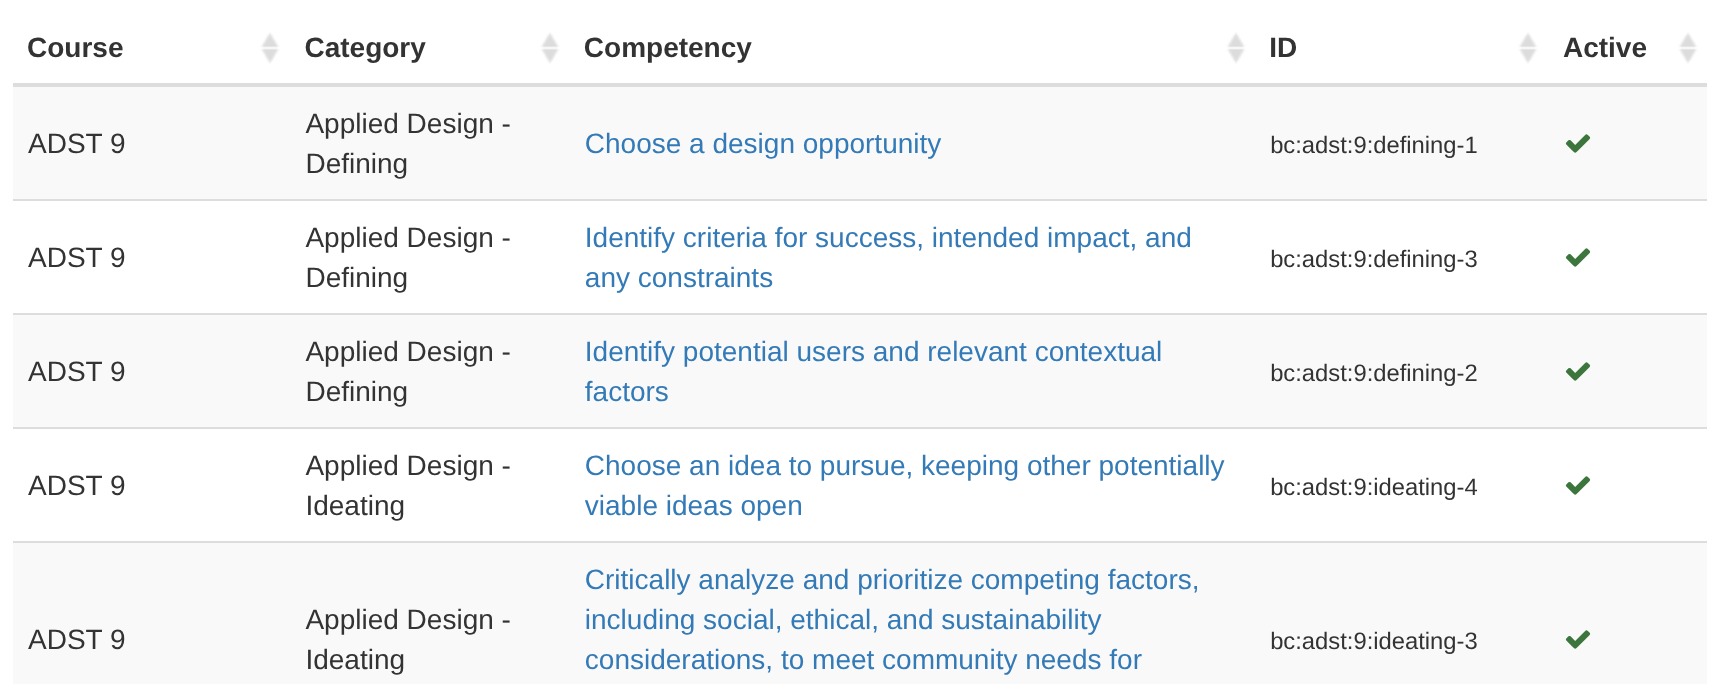 Course Category Competency ID Active
Applied Design -
ADST 9 Choose a design opportunity bc:adst:9:defining-1
Defining
Applied Design - Identify criteria for success, intended impact, and
ADST 9 bc:adst:9:defining-3
Defining any constraints
Applied Design - Identify potential users and relevant contextual
ADST 9 bc:adst:9:defining-2
Defining factors
Applied Design - Choose an idea to pursue, keeping other potentially
ADST 9 bc:adst:9:ideating-4
Ideating viable ideas open
Critically analyze and prioritize competing factors,
Applied Design - including social, ethical, and sustainability
ADST 9 bc:adst:9:ideating-3
Ideating considerations, to meet community needs for